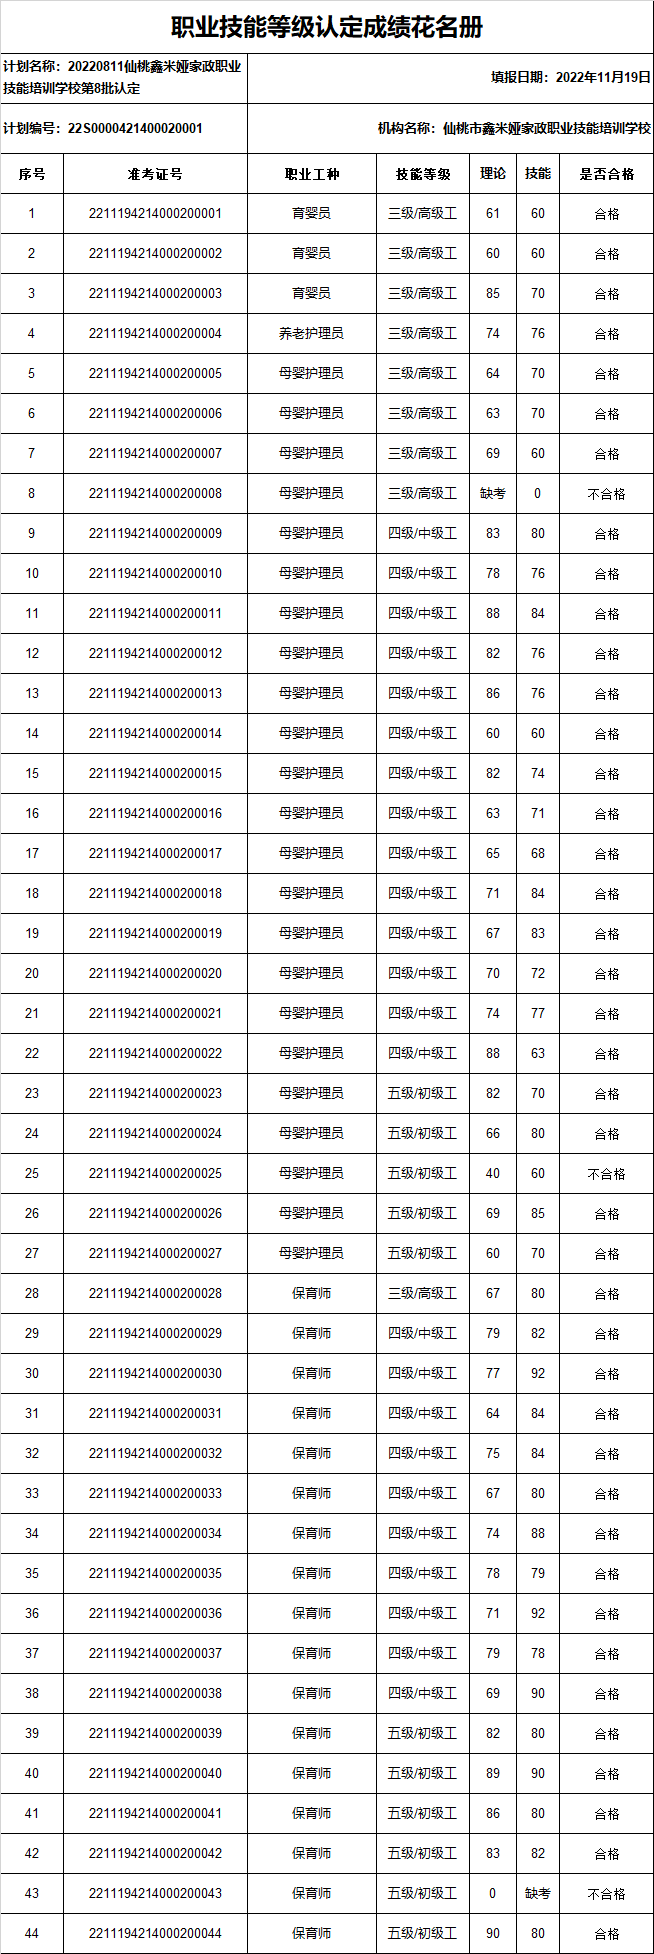 职业技能等级认定成绩花名册
计划名称：20220811仙桃鑫米娅家政职业
技能培训学校第8批认定
填报日期：2022年11月19日
计划编号：22S0000421400020001 机构名称：仙桃市鑫米娅家政职业技能培训学校
序号 准考证号 职业工种 技能等级 理论 技能 是否合格
1 2211194214000200001 育婴员 三级/高级工 61 60 合格
2 2211194214000200002 育婴员 三级/高级工 60 60 合格
3 2211194214000200003 育婴员 三级/高级工 85 70 合格
4 2211194214000200004 养老护理员 三级/高级工 74 76 合格
5 2211194214000200005 母婴护理员 三级/高级工 64 70 合格
6 2211194214000200006 母婴护理员 三级/高级工 63 70 合格
7 2211194214000200007 母婴护理员 三级/高级工 69 60 合格
8 2211194214000200008 母婴护理员 三级/高级工 缺考 0 不合格
9 2211194214000200009 母婴护理员 四级/中级工 83 80 合格
10 2211194214000200010 母婴护理员 四级/中级工 78 76 合格
11 2211194214000200011 母婴护理员 四级/中级工 88 84 合格
12 2211194214000200012 母婴护理员 四级/中级工 82 76 合格
13 2211194214000200013 母婴护理员 四级/中级工 86 76 合格
14 2211194214000200014 母婴护理员 四级/中级工 60 60 合格
15 2211194214000200015 母婴护理员 四级/中级工 82 74 合格
16 2211194214000200016 母婴护理员 四级/中级工 63 71 合格
17 2211194214000200017 母婴护理员 四级/中级工 65 68 合格
18 2211194214000200018 母婴护理员 四级/中级工 71 84 合格
19 2211194214000200019 母婴护理员 四级/中级工 67 83 合格
20 2211194214000200020 母婴护理员 四级/中级工 70 72 合格
21 2211194214000200021 母婴护理员 四级/中级工 74 77 合格
22 2211194214000200022 母婴护理员 四级/中级工 88 63 合格
23 2211194214000200023 母婴护理员 五级/初级工 82 70 合格
24 2211194214000200024 母婴护理员 五级/初级工 66 80 合格
25 2211194214000200025 母婴护理员 五级/初级工 40 60 不合格
26 2211194214000200026 母婴护理员 五级/初级工 69 85 合格
27 2211194214000200027 母婴护理员 五级/初级工 60 70 合格
28 2211194214000200028 保育师 三级/高级工 67 80 合格
29 2211194214000200029 保育师 四级/中级工 79 82 合格
30 2211194214000200030 保育师 四级/中级工 77 92 合格
31 2211194214000200031 保育师 四级/中级工 64 84 合格
32 2211194214000200032 保育师 四级/中级工 75 84 合格
33 2211194214000200033 保育师 四级/中级工 67 80 合格
34 2211194214000200034 保育师 四级/中级工 74 88 合格
35 2211194214000200035 保育师 四级/中级工 78 79 合格
36 2211194214000200036 保育师 四级/中级工 71 92 合格
37 2211194214000200037 保育师 四级/中级工 79 78 合格
38 2211194214000200038 保育师 四级/中级工 69 90 合格
39 2211194214000200039 保育师 五级/初级工 82 80 合格
40 2211194214000200040 保育师 五级/初级工 89 90 合格
41 2211194214000200041 保育师 五级/初级工 86 80 合格
42 2211194214000200042 保育师 五级/初级工 83 82 合格
43 2211194214000200043 保育师 五级/初级工 0 缺考 不合格
44 2211194214000200044 保育师 五级/初级工 90 80 合格